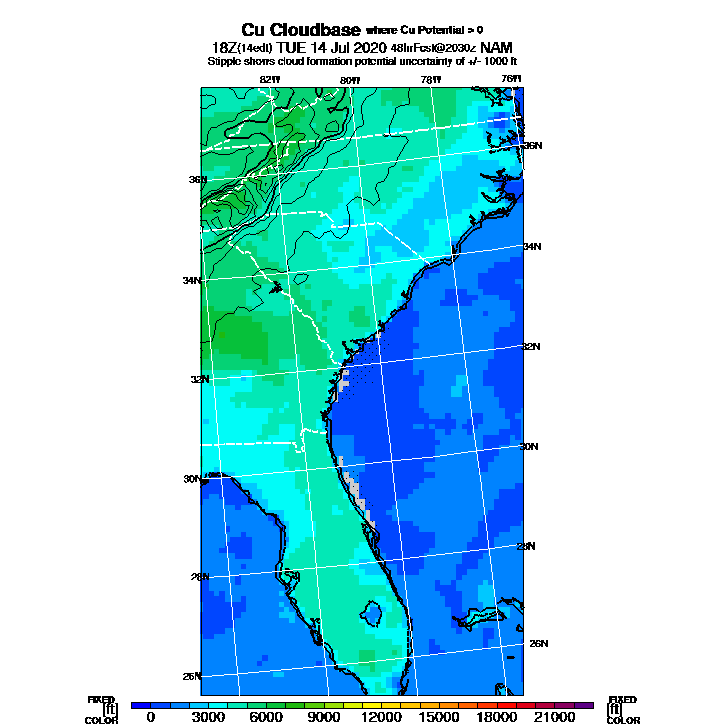 Cu Cloudbase where Cu Potential > 0
18Z(14edt) TUE 14 Jul 2020 48hrFcst@2030z NAM
Stipple shows cloud formation potential uncertainty of +/- 1000 ft
82W 80W 78W 76W
36N
36N
34N
34N
32N
32N
30N
30N
28N
28N
26N
26N
FIXED FIXED
[ft] [ft]
COLOR COLOR
0 3000 6000 9000 12000 15000 18000 21000